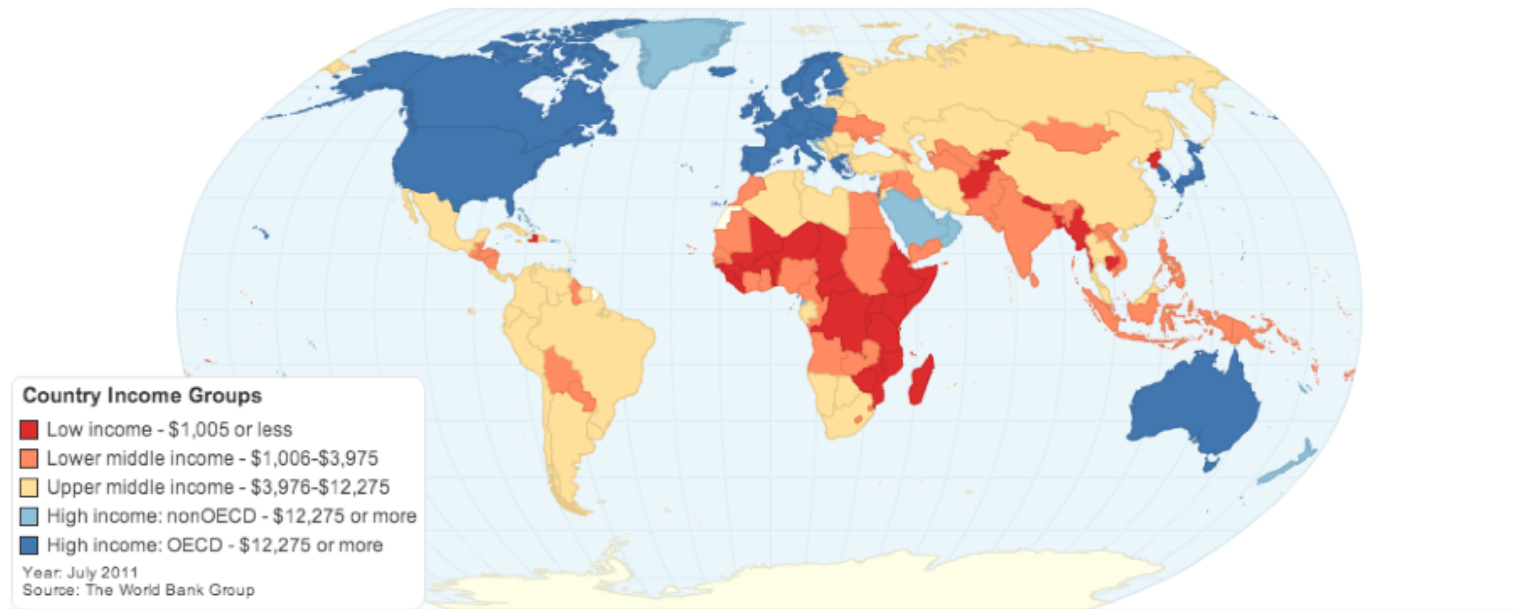 Country Income Groups
Low income - $1,005 or less
Lower middle income - $1,006-$3,975
Upper middle income - $3,976-$12,275
High income: nonOECD - $12,275 or more
High income: OECD - $12,275 or more
Year: July 2011
Source: The World Bank Group